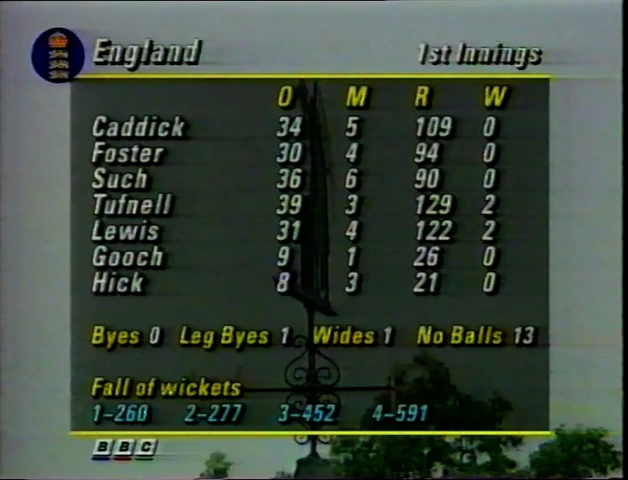 England 1st Innings
O M R W
Caddick 34 5 109 0
Foster 30 4 94 0
Such 36 6 90 0
Tufnell 39 3 129 2
Lewis 31 4 122 2
Gooch 9 1 26 0
Hick 8 3 21 0
Byes 0 Leg Byes 1 Wides 1 No Balls 13
Fall of wickets
1-260 2-277 3-452 4-591
BBC